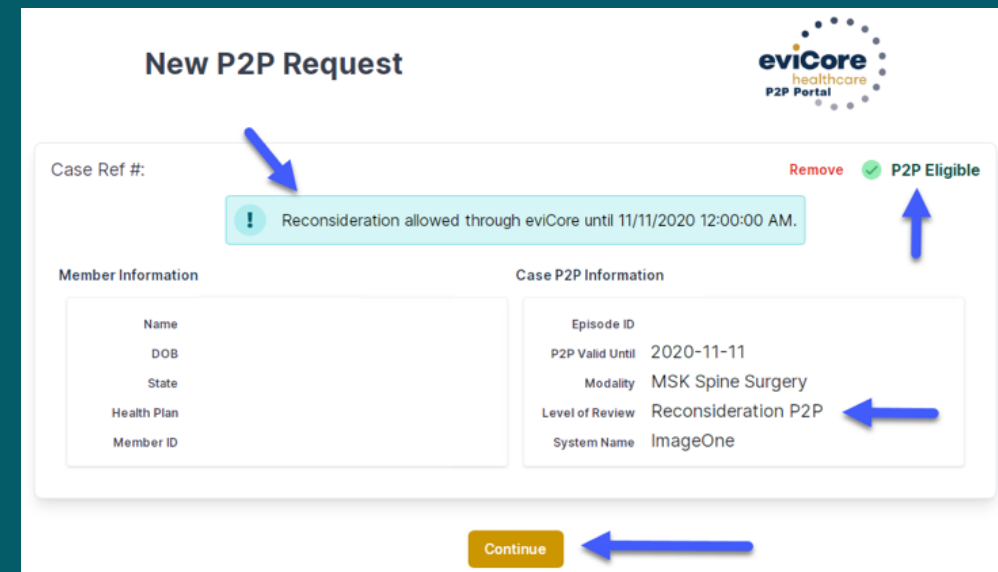 New P2P Request
eviCore
healthcare
P2P Portal
Case Ref #:
Remove
P2P Eligible
! Reconsideration allowed through eviCore until 11/11/2020 12:00:00 AM.
Member Information
Name
DOB
State
Health Plan
Member ID
Case P2P Information
Episode ID
P2P Valid Until 2020-11-11
Modality MSK Spine Surgery
Level of Review Reconsideration P2P
System Name ImageOne
Continue